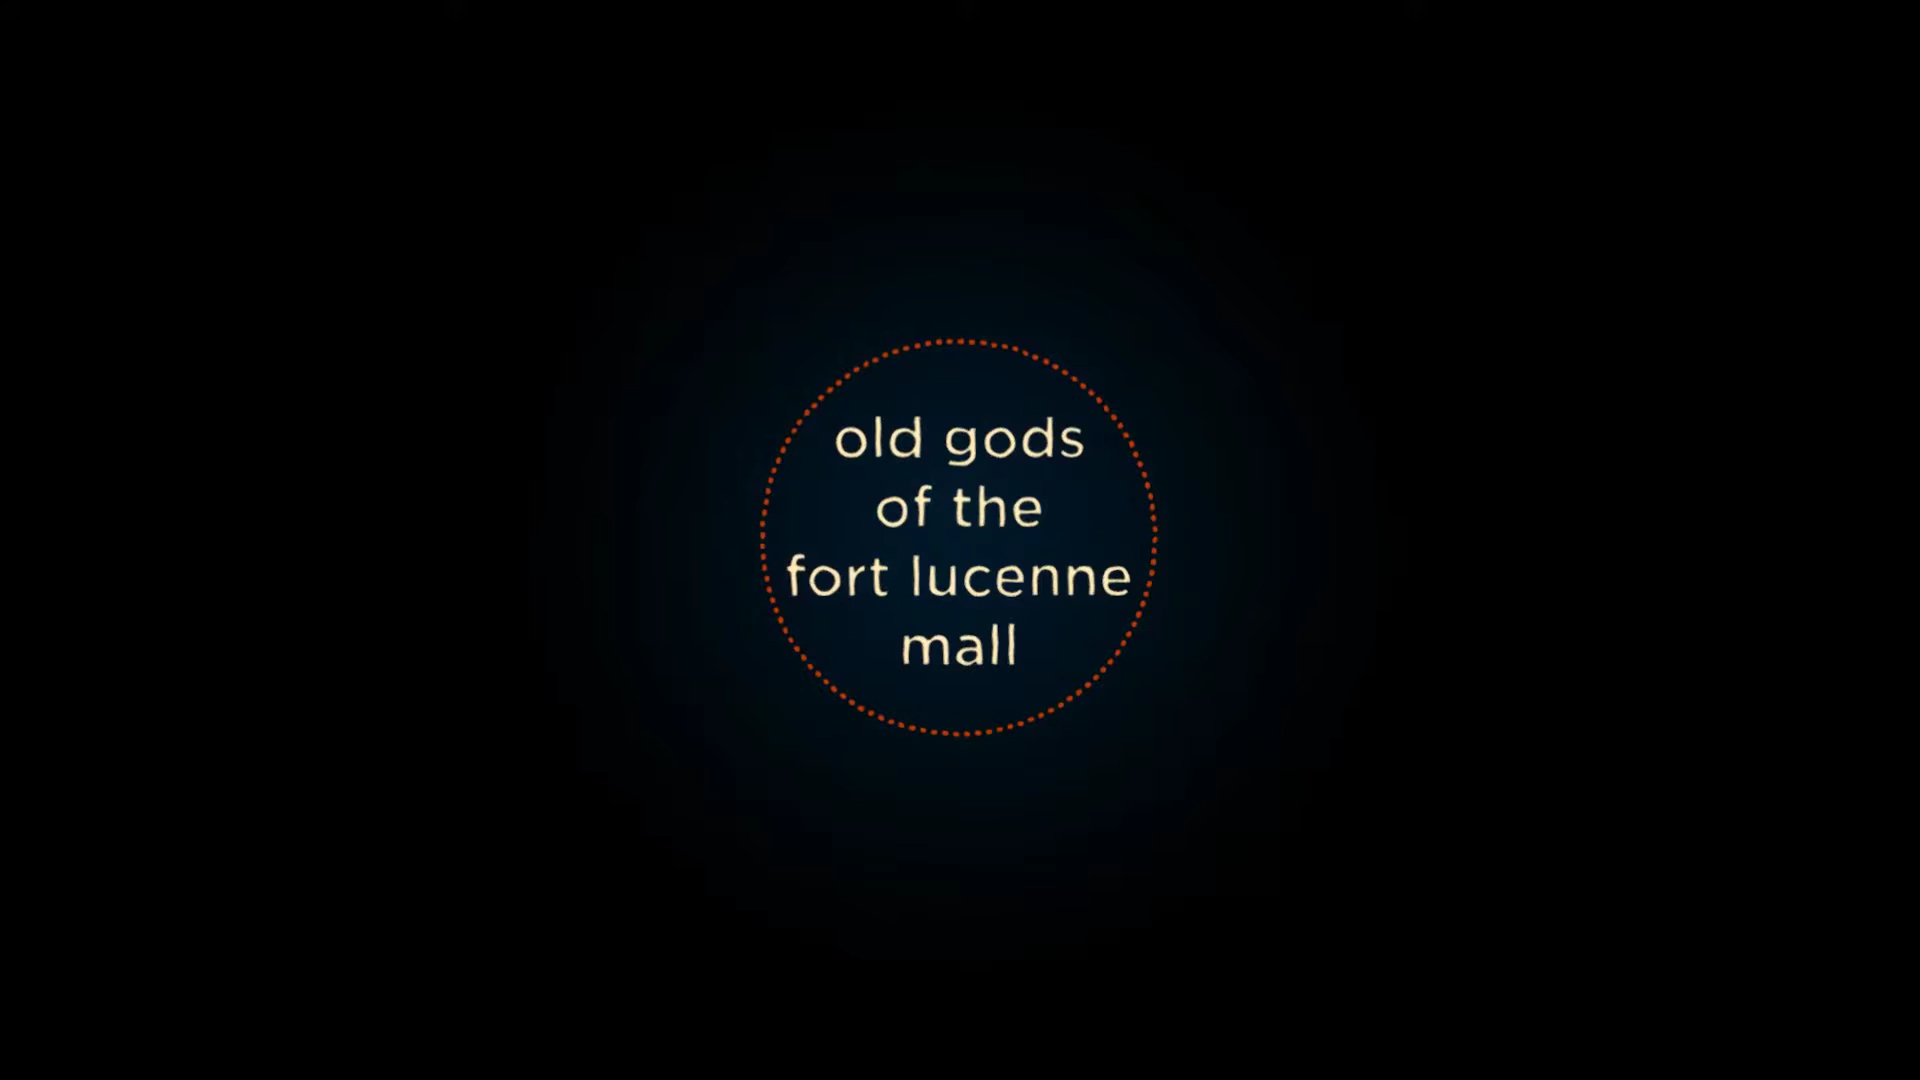 old gods
of the
fort lucenne
mall